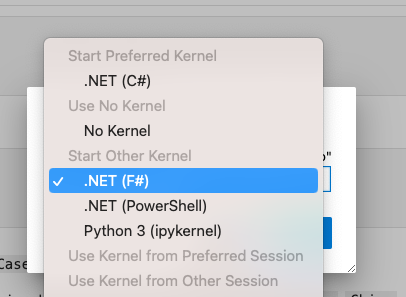 Start Preferred Kernel
.NET (C#)
Use No Kernel
No Kernel
Start Other Kernel
✓ .NET (F#)
.NET (PowerShell)
Python 3 (ipykernel)
Use Kernel from Preferred Session
Use Kernel from Other Session
Case